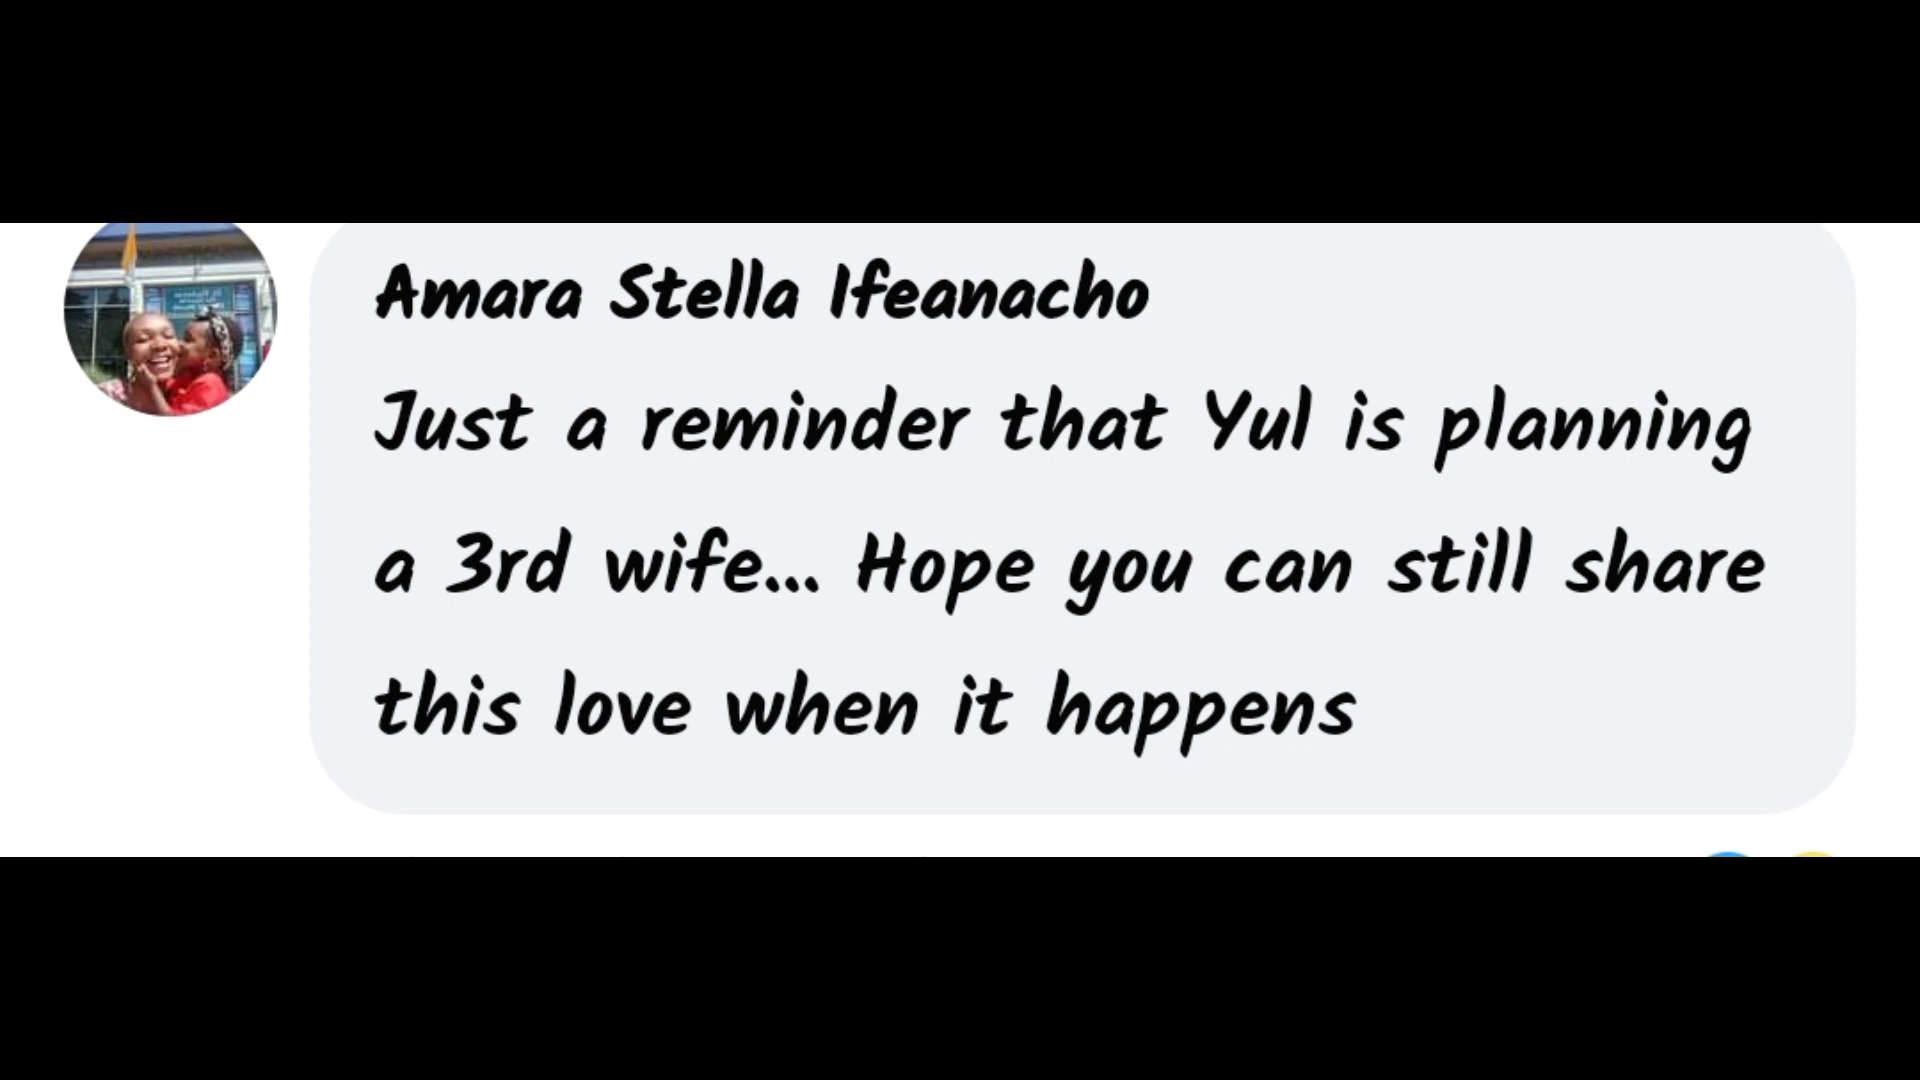 Amara Stella Ifeanacho
Just a reminder that Yul is planning
a 3rd wife... Hope you can still share
this love when it happens